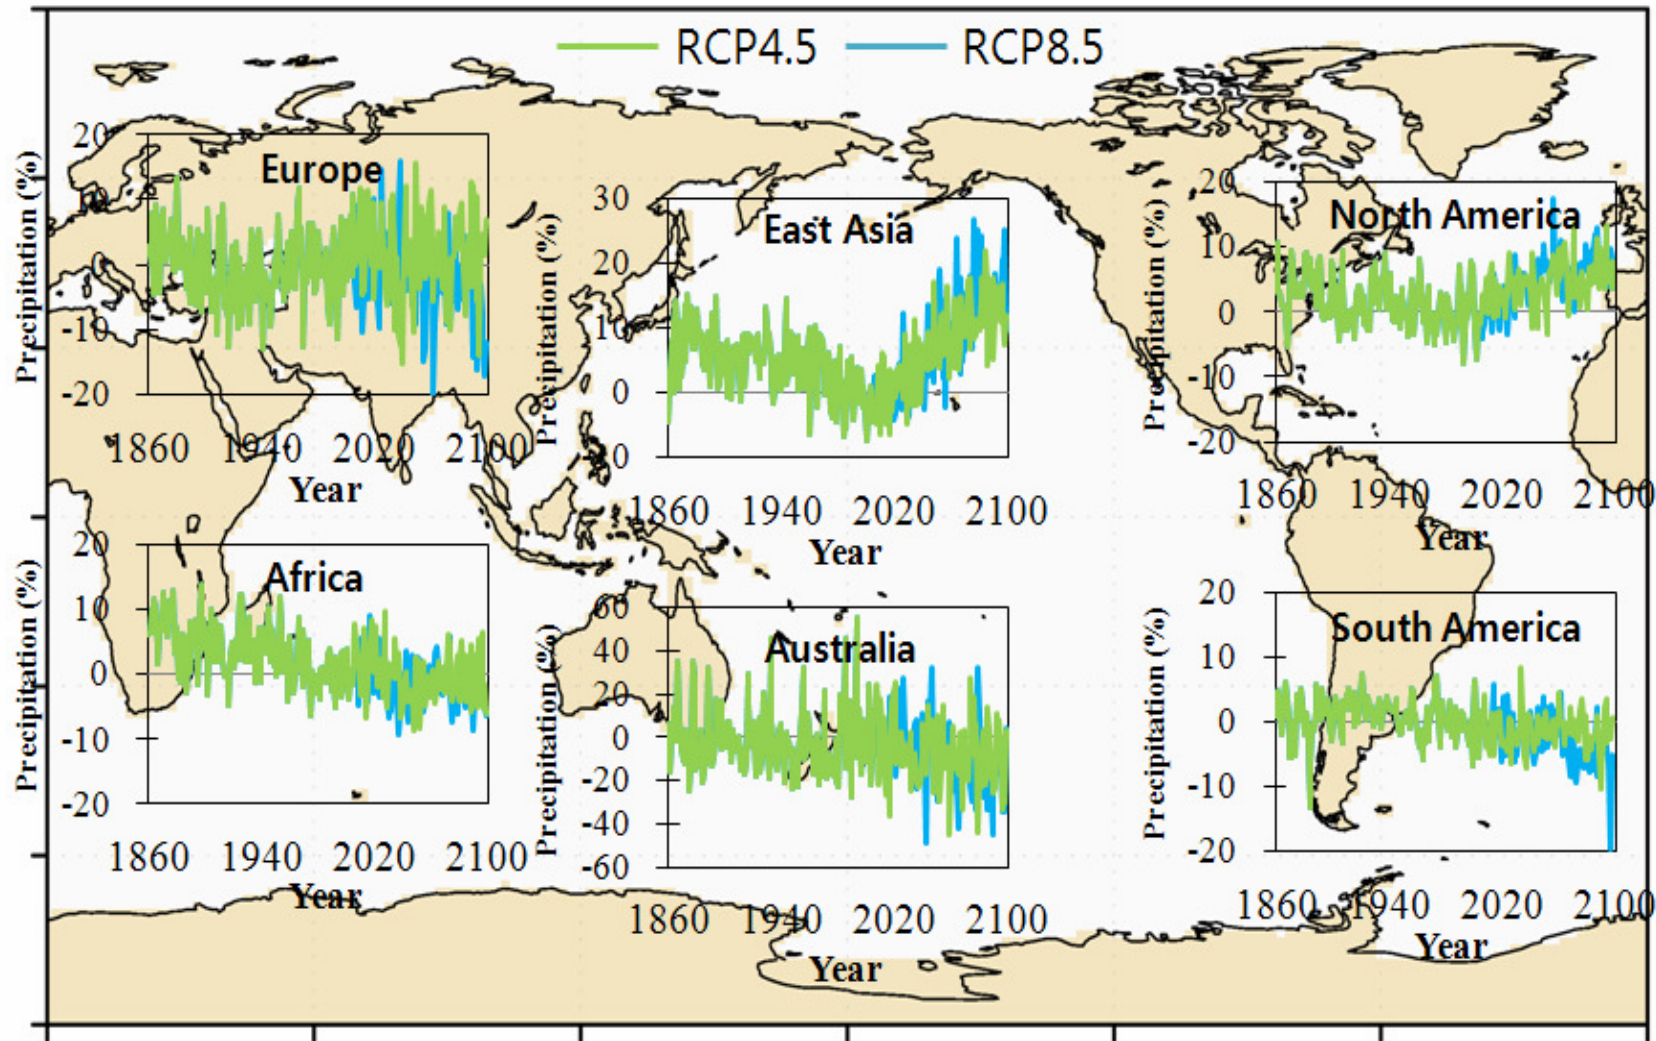 RCP4.5 RCP8.5
Europe
Precipitation (%)
20
0
-10
-20
1860 1940 2020 2100
Year
East Asia
Precipitation (%)
30
20
10
0
0
1860 1940 2020 2100
Year
North America
Precipitation (%)
20
10
0
-10
-20
1860 1940 2020 2100
Year
Africa
Precipitation (%)
20
10
0
-10
-20
1860 1940 2020 2100
Year
Australia
Precipitation (%)
60
40
20
0
-20
-40
-60
1860 1940 2020 2100
Year
South America
Precipitation (%)
20
10
0
-10
-20
1860 1940 2020 2100
Year